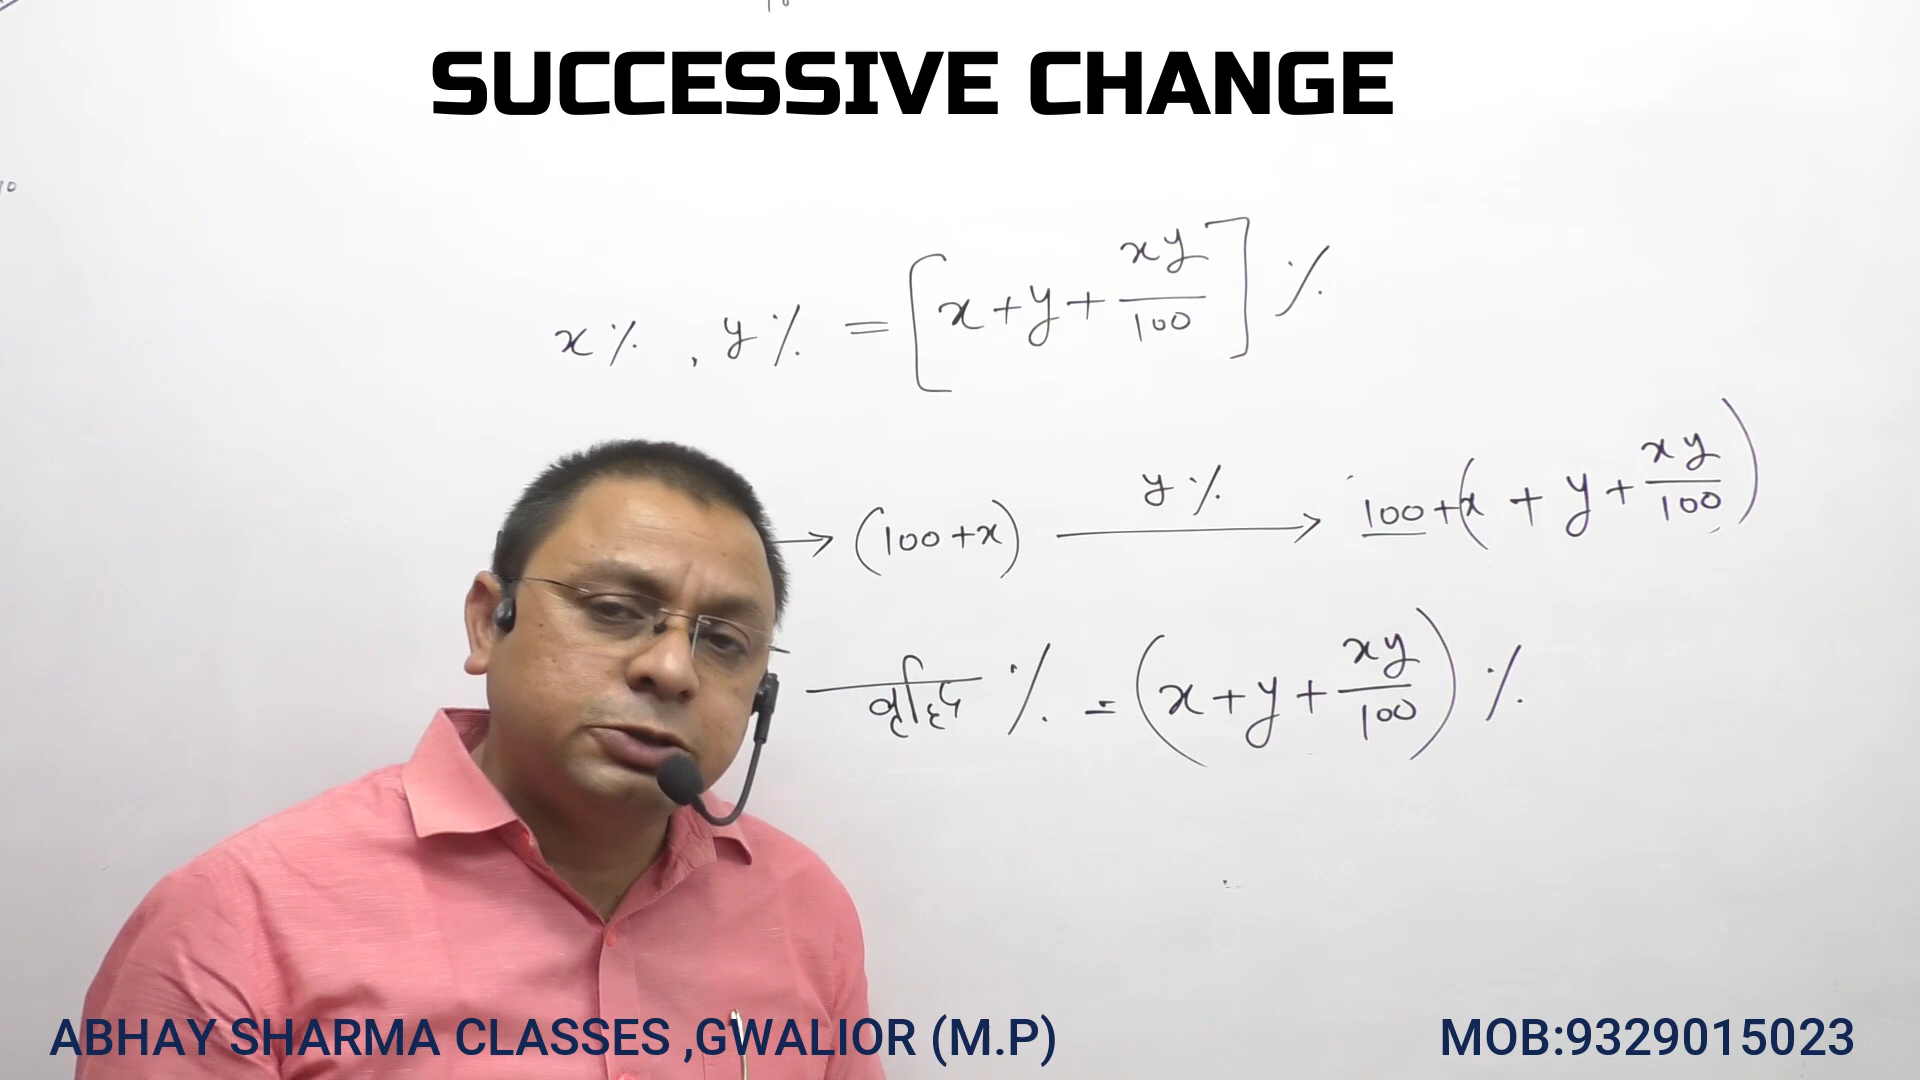 SUCCESSIVE CHANGE
x% , y% = [x+y+xy/100] %
→ (100+x) y% → 100+(x + y + xy/100)
वृद्धि % = (x+y+xy/100) %
ABHAY SHARMA CLASSES ,GWALIOR (M.P) MOB:9329015023